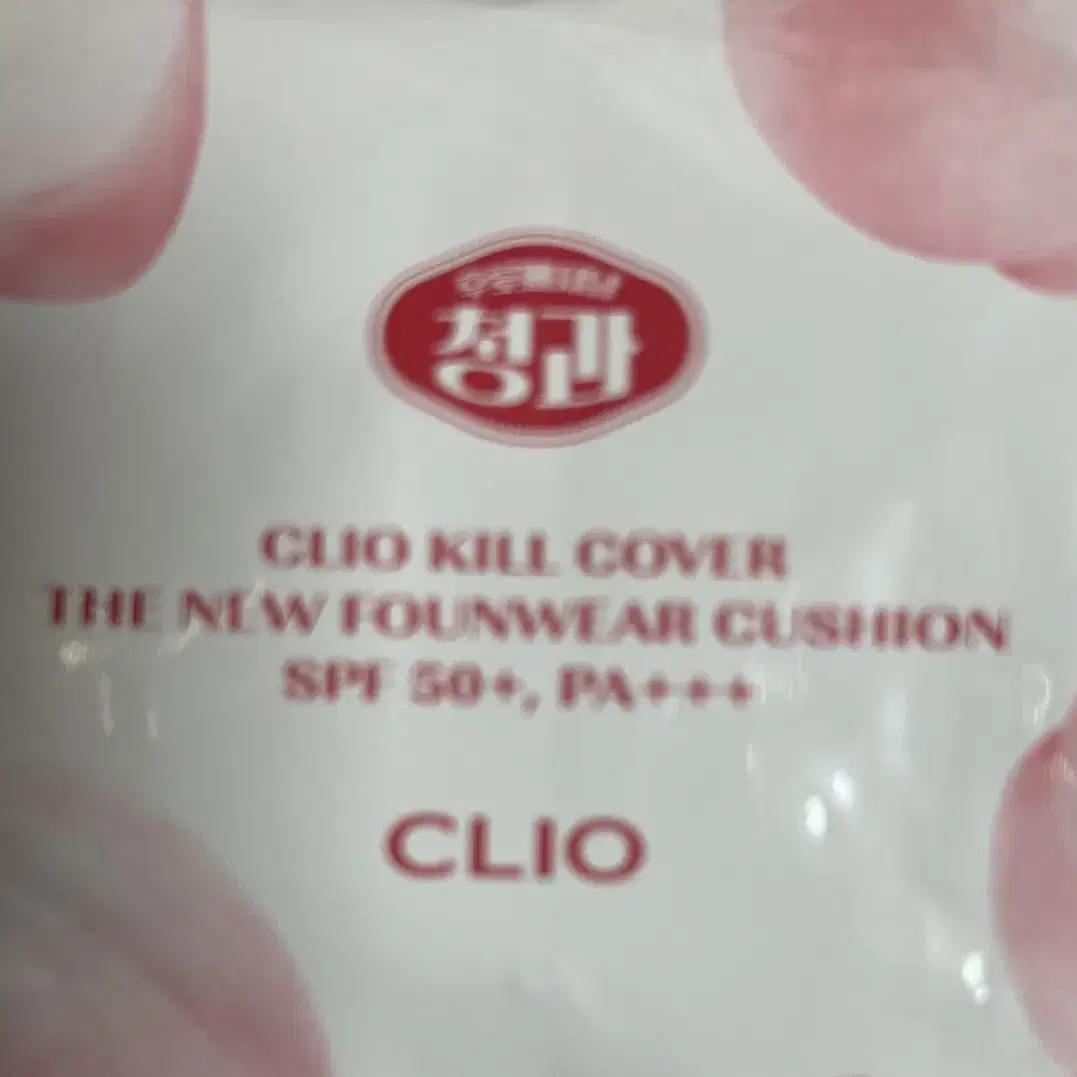 청과
CLIO KILL COVER
THE NEW FOUNWEAR CUSHION
SPF 50+, PA+++
CLIO